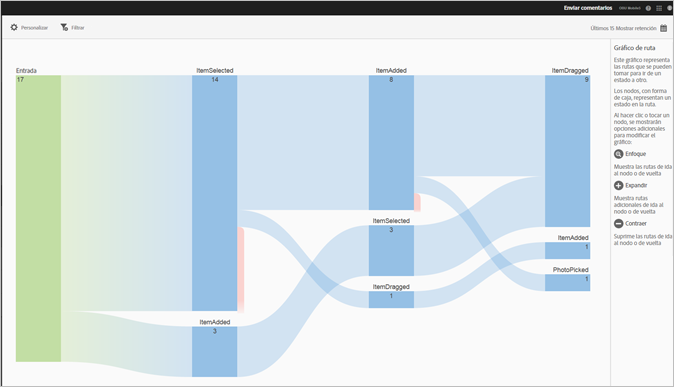 Enviar comentarios
Personalizar
Filtrar
Últimos 15-Mostrar retención
Gráfico de ruta
Este gráfico representa
las rutas que se pueden
tomar para ir de un
estado a otro.
Los nodos, con forma
de caja, representan un
estado en la ruta.
Al hacer clic o tocar un
nodo, se mostrarán
opciones adicionales
para modificar el
gráfico:
Enfoque
Muestra las rutas de ida
al nodo o de vuelta
Expandir
Muestra rutas
adicionales de ida al
nodo o de vuelta
Contraer
Suprime las rutas de ida
al nodo o de vuelta
Entrada
17
ItemSelected
14
ItemAdded
3
ItemAdded
8
ItemSelected
3
ItemDragged
1
ItemDragged
9
ItemAdded
1
PhotoPicked
1